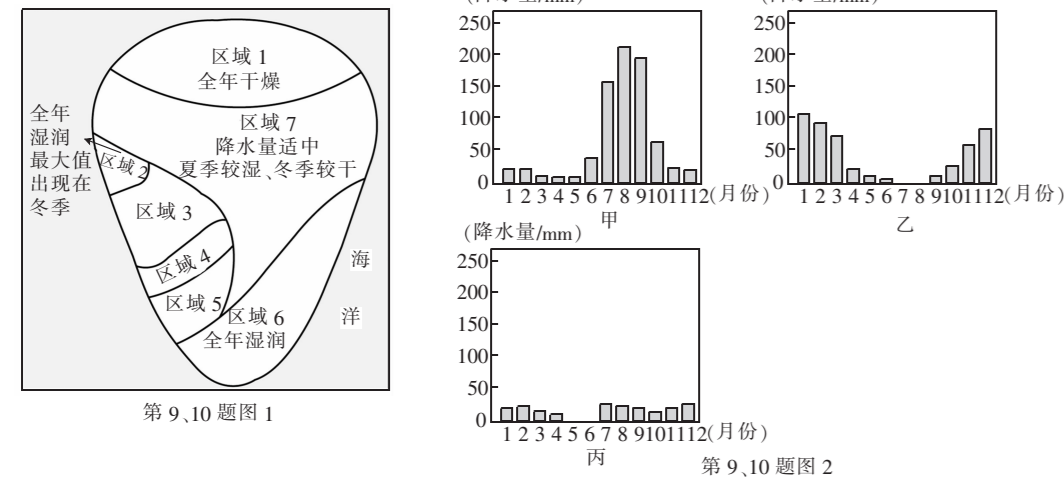 区域 1
全年干燥
区域 7
降水量适中
夏季较湿、冬季较干
全年
湿润
最大值
出现在
冬季
区域 2
区域 3
区域 4
区域 5
区域 6
全年湿润
海
洋
第 9、10 题图 1
250
200
150
100
50
0
1 2 3 4 5 6 7 8 9 10 11 12(月份)
甲
250
200
150
100
50
0
1 2 3 4 5 6 7 8 9 10 11 12(月份)
乙
(降水量/mm)
250
200
150
100
50
0
1 2 3 4 5 6 7 8 9 10 11 12(月份)
丙
第 9、10 题图 2